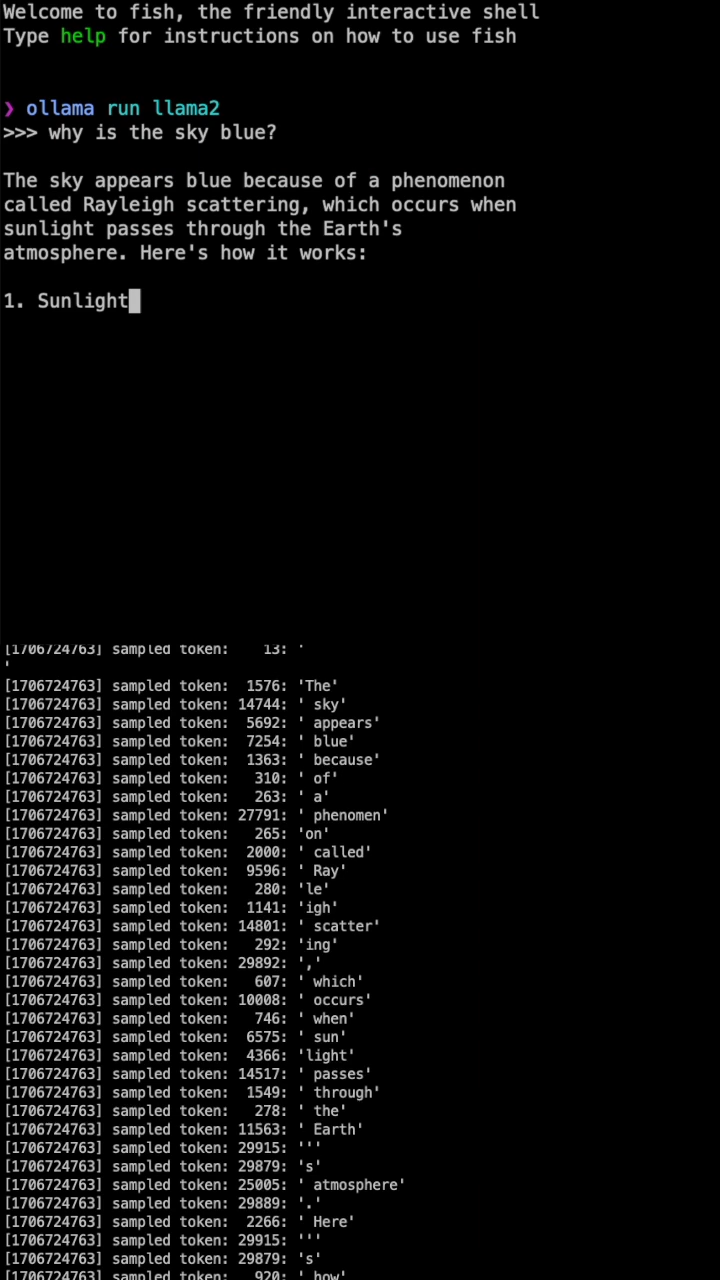 Welcome to fish, the friendly interactive shell
Type help for instructions on how to use fish
❯ ollama run llama2
>>> why is the sky blue?
The sky appears blue because of a phenomenon
called Rayleigh scattering, which occurs when
sunlight passes through the Earth's
atmosphere. Here's how it works:
1. Sunlight
[1706724763] sampled token:    13: '
'
[1706724763] sampled token:  1576: 'The'
[1706724763] sampled token: 14744: ' sky'
[1706724763] sampled token:  5692: ' appears'
[1706724763] sampled token:  7254: ' blue'
[1706724763] sampled token:  1363: ' because'
[1706724763] sampled token:   310: ' of'
[1706724763] sampled token:   263: ' a'
[1706724763] sampled token: 27791: ' phenomen'
[1706724763] sampled token:   265: 'on'
[1706724763] sampled token:  2000: ' called'
[1706724763] sampled token:  9596: ' Ray'
[1706724763] sampled token:   280: 'le'
[1706724763] sampled token:  1141: 'igh'
[1706724763] sampled token: 14801: ' scatter'
[1706724763] sampled token:   292: 'ing'
[1706724763] sampled token: 29892: ','
[1706724763] sampled token:   607: ' which'
[1706724763] sampled token: 10008: ' occurs'
[1706724763] sampled token:   746: ' when'
[1706724763] sampled token:  6575: ' sun'
[1706724763] sampled token:  4366: 'light'
[1706724763] sampled token: 14517: ' passes'
[1706724763] sampled token:  1549: ' through'
[1706724763] sampled token:   278: ' the'
[1706724763] sampled token: 11563: ' Earth'
[1706724763] sampled token: 29915: '''
[1706724763] sampled token: 29879: 's'
[1706724763] sampled token: 25005: ' atmosphere'
[1706724763] sampled token: 29889: '.'
[1706724763] sampled token:  2266: ' Here'
[1706724763] sampled token: 29915: '''
[1706724763] sampled token: 29879: 's'
[1706724763] sampled token:   920: ' how'